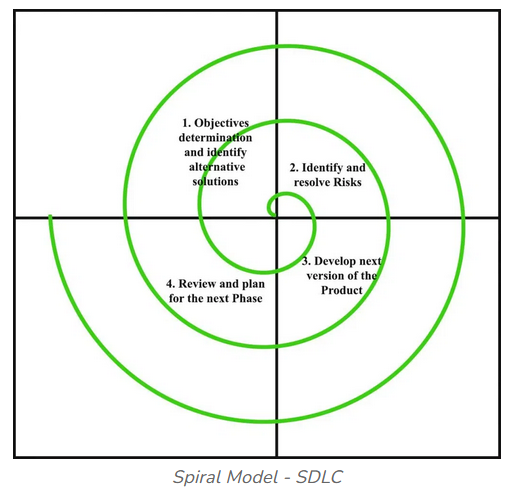 1. Objectives
determination
and identify
alternative
solutions
2. Identify and
resolve Risks
3. Develop next
version of the
Product
4. Review and plan
for the next Phase
Spiral Model - SDLC